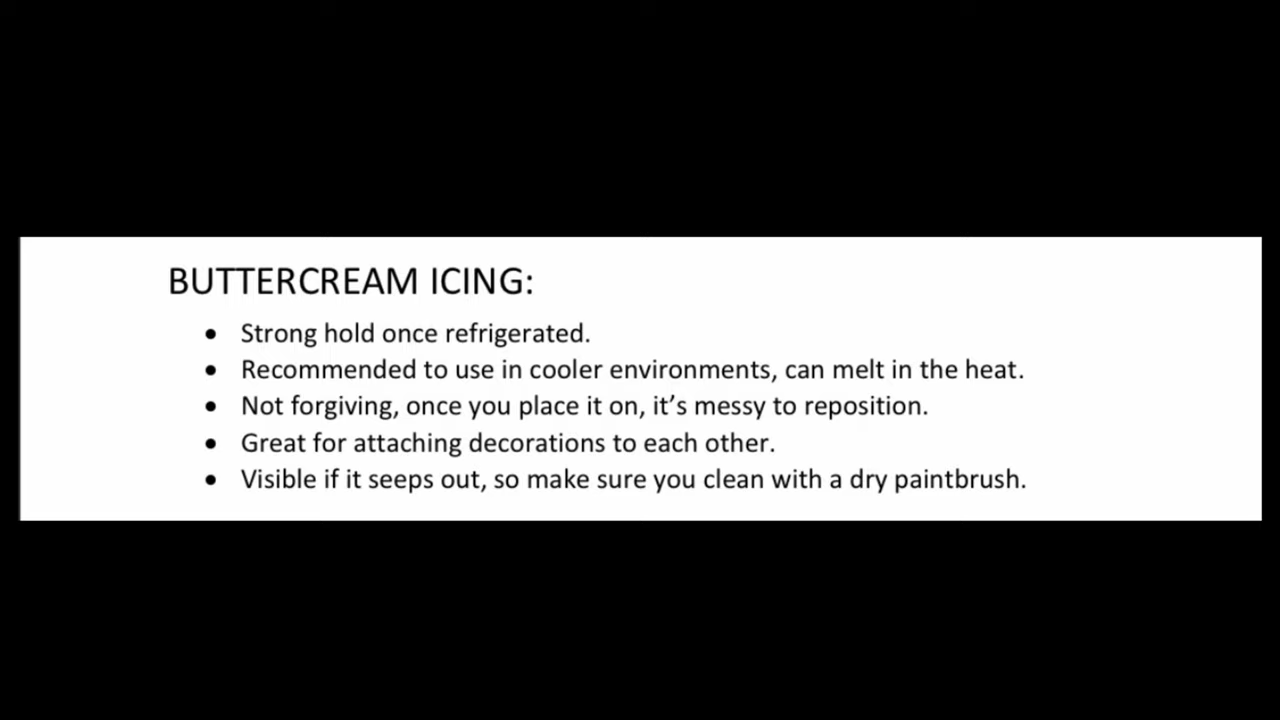 BUTTERCREAM ICING:
• Strong hold once refrigerated.
• Recommended to use in cooler environments, can melt in the heat.
• Not forgiving, once you place it on, it’s messy to reposition.
• Great for attaching decorations to each other.
• Visible if it seeps out, so make sure you clean with a dry paintbrush.